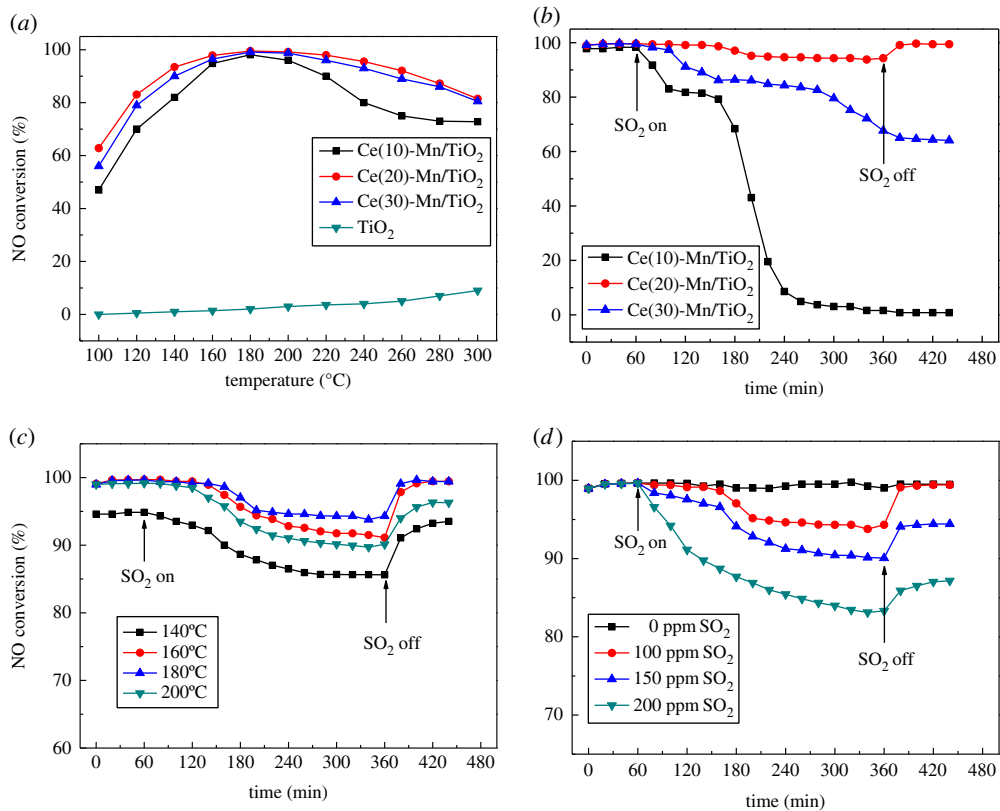 (a)
NO conversion (%)
100
80
60
40
20
0
Ce(10)-Mn/TiO2
Ce(20)-Mn/TiO2
Ce(30)-Mn/TiO2
TiO2
100 120 140 160 180 200 220 240 260 280 300
temperature (°C)
(b)
100
80
60
40
20
0
SO2 on
SO2 off
Ce(10)-Mn/TiO2
Ce(20)-Mn/TiO2
Ce(30)-Mn/TiO2
0 60 120 180 240 300 360 420 480
time (min)
(c)
NO conversion (%)
100
90
80
70
60
SO2 on
SO2 off
140ºC
160ºC
180ºC
200ºC
0 60 120 180 240 300 360 420 480
time (min)
(d)
100
90
80
70
SO2 on
SO2 off
0 ppm SO2
100 ppm SO2
150 ppm SO2
200 ppm SO2
0 60 120 180 240 300 360 420 480
time (min)